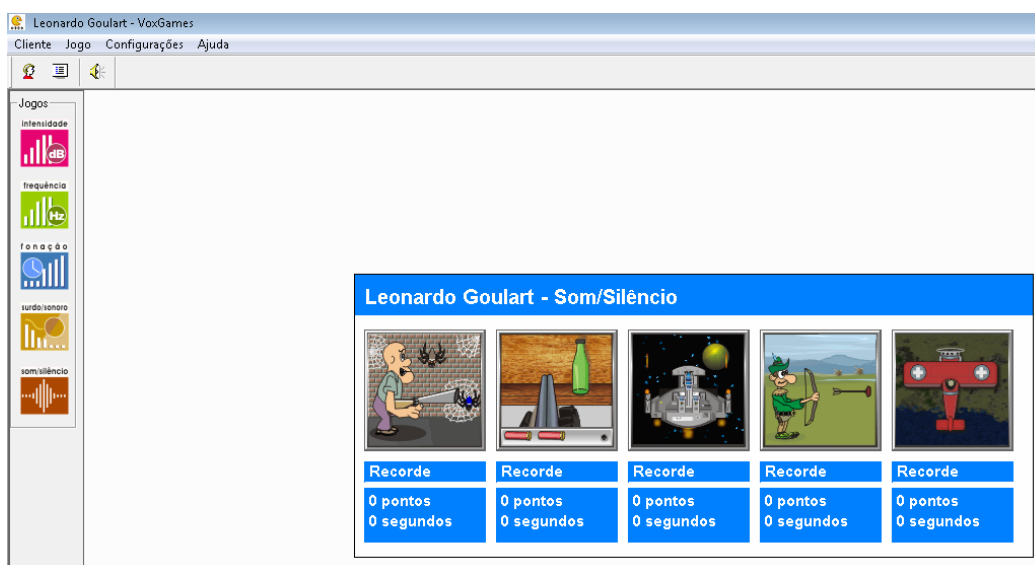 Leonardo Goulart - VoxGames
Cliente Jogo Configurações Ajuda
Jogos
intensidade
dB
frequência
Hz
fonação
surdo/sonoro
som/silêncio
Leonardo Goulart - Som/Silêncio
Recorde Recorde Recorde Recorde Recorde
0 pontos 0 pontos 0 pontos 0 pontos 0 pontos
0 segundos 0 segundos 0 segundos 0 segundos 0 segundos